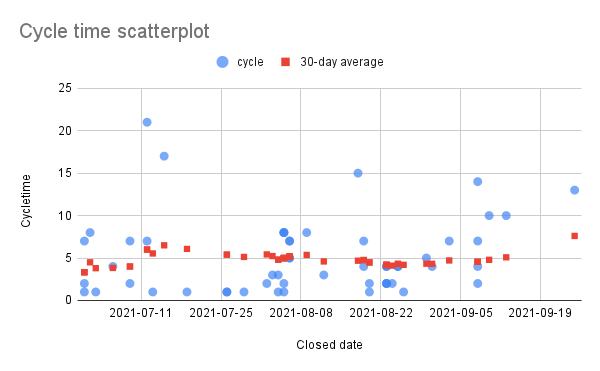 Cycle time scatterplot
cycle 30-day average
25
20
15
10
5
0
Cycletime
2021-07-11 2021-07-25 2021-08-08 2021-08-22 2021-09-05 2021-09-19
Closed date